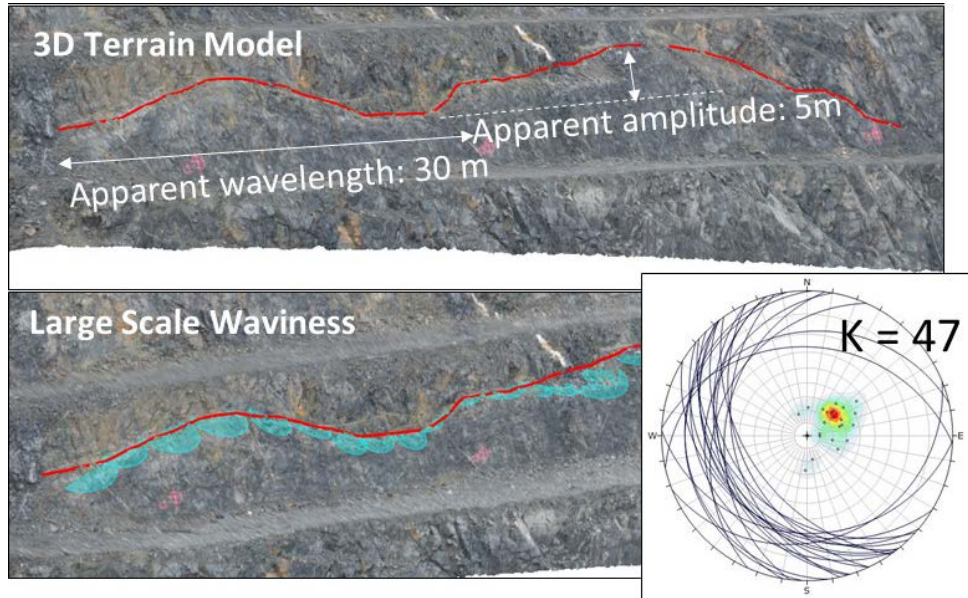 3D Terrain Model
Apparent amplitude: 5m
Apparent wavelength: 30 m
Large Scale Waviness
K = 47
N
W
E
S